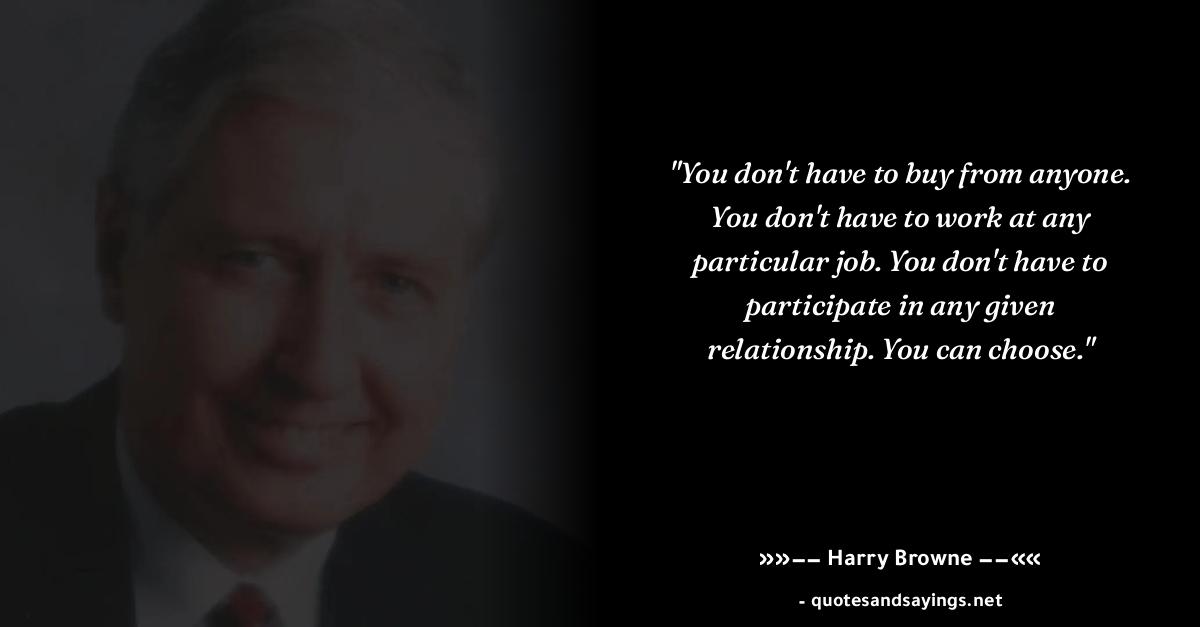 "You don't have to buy from anyone.
You don't have to work at any
particular job. You don't have to
participate in any given
relationship. You can choose."
»»−− Harry Browne −−««
- quotesandsayings.net